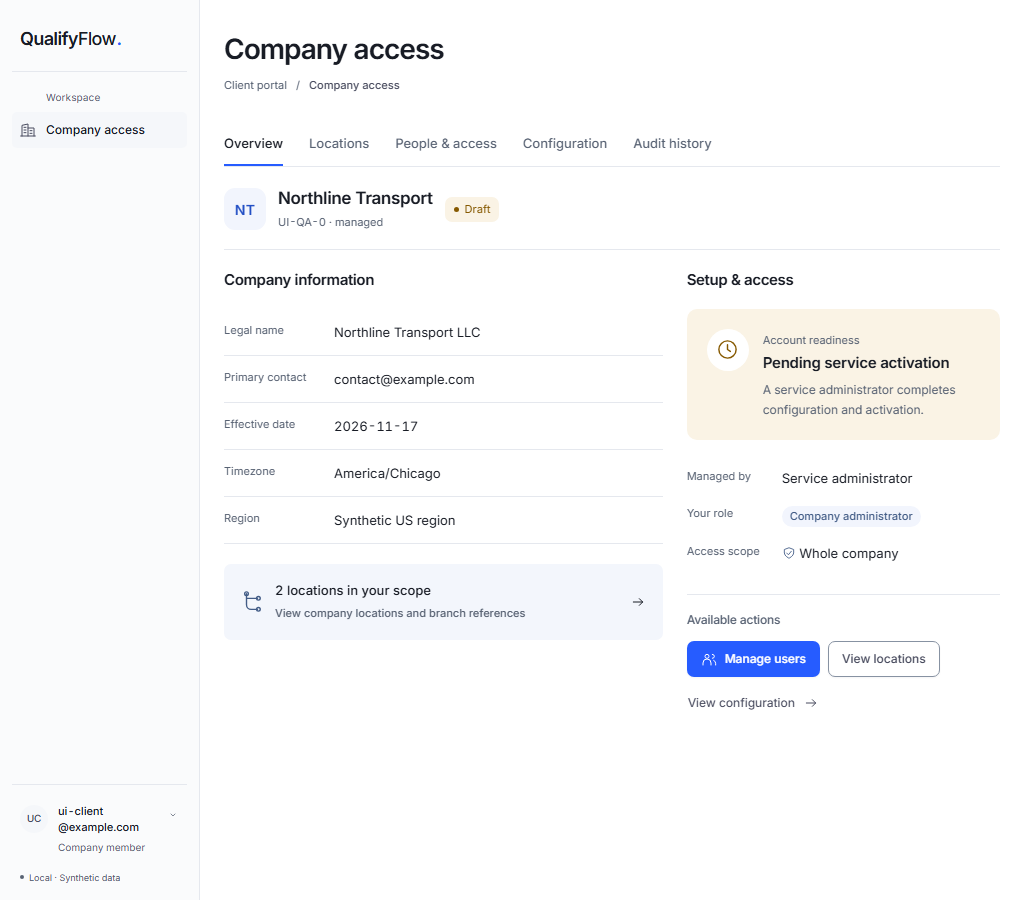 QualifyFlow.
Workspace
Company access
UC
ui-client
@example.com
Company member
Local · Synthetic data
Company access
Client portal / Company access
Overview Locations People & access Configuration Audit history
NT
Northline Transport
UI-QA-0 · managed
Draft
Company information
Legal name Northline Transport LLC
Primary contact contact@example.com
Effective date 2026-11-17
Timezone America/Chicago
Region Synthetic US region
2 locations in your scope
View company locations and branch references
Setup & access
Account readiness
Pending service activation
A service administrator completes
configuration and activation.
Managed by Service administrator
Your role Company administrator
Access scope Whole company
Available actions
Manage users View locations
View configuration